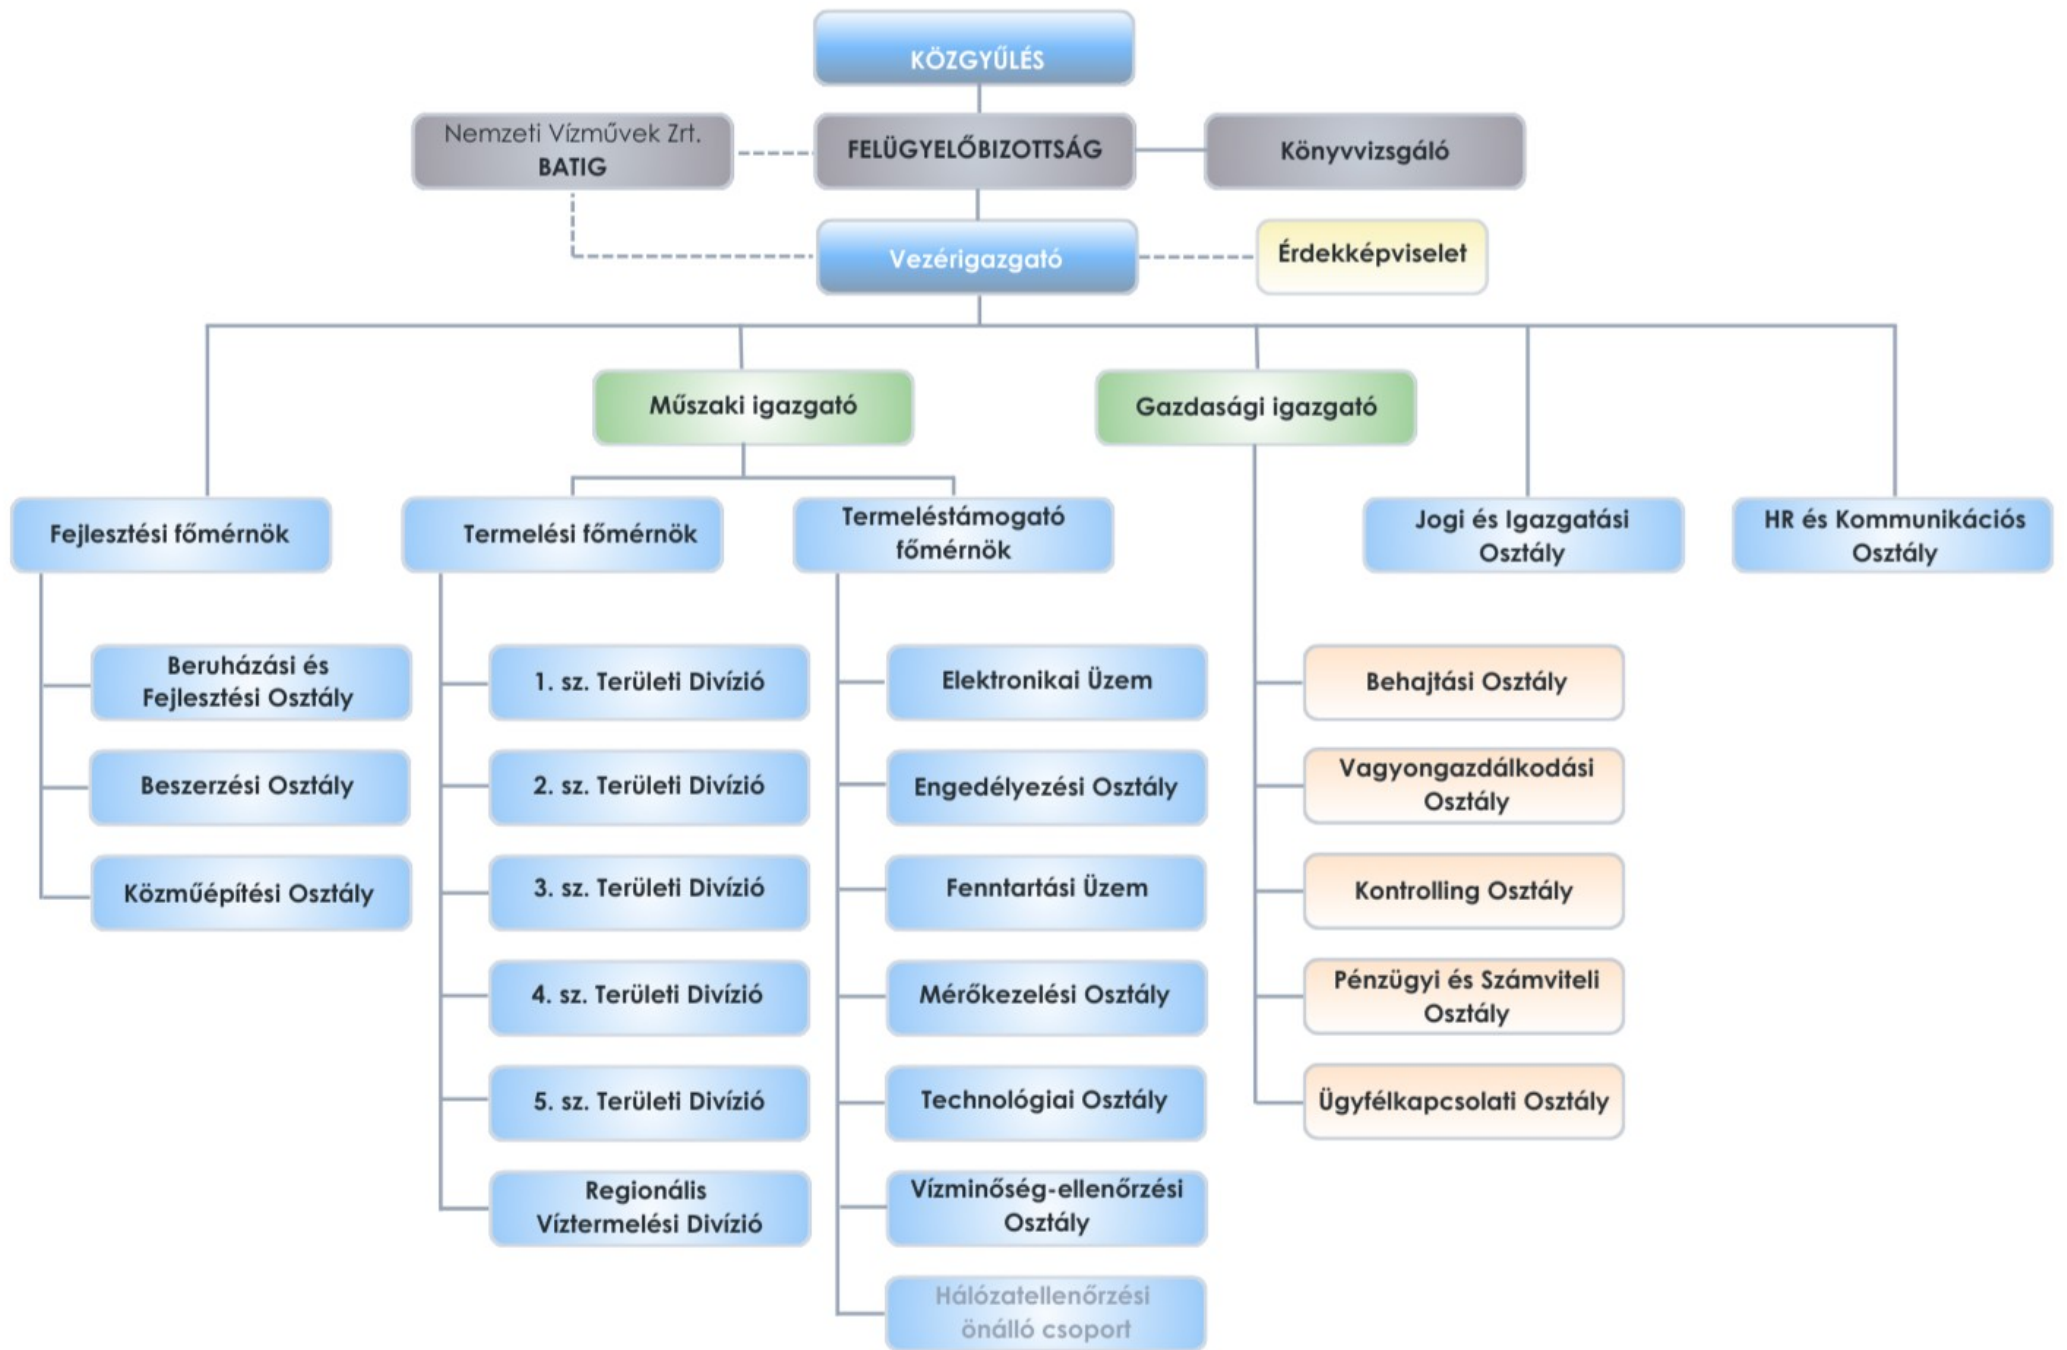 KÖZGYŰLÉS
Nemzeti Vízművek Zrt.
BATIG
FELÜGYELŐBIZOTTSÁG
Könyvvizsgáló
Vezérigazgató
Érdekképviselet
Műszaki igazgató
Gazdasági igazgató
Fejlesztési főmérnök
Termelési főmérnök
Termeléstámogató
főmérnök
Jogi és Igazgatási
Osztály
HR és Kommunikációs
Osztály
Beruházási és
Fejlesztési Osztály
Beszerzési Osztály
Közműépítési Osztály
1. sz. Területi Divízió
2. sz. Területi Divízió
3. sz. Területi Divízió
4. sz. Területi Divízió
5. sz. Területi Divízió
Regionális
Víztermelési Divízió
Elektronikai Üzem
Engedélyezési Osztály
Fenntartási Üzem
Mérőkezelési Osztály
Technológiai Osztály
Vízminőség-ellenőrzési
Osztály
Hálózatellenőrzési
önálló csoport
Behajtási Osztály
Vagyongazdálkodási
Osztály
Kontrolling Osztály
Pénzügyi és Számviteli
Osztály
Ügyfélkapcsolati Osztály